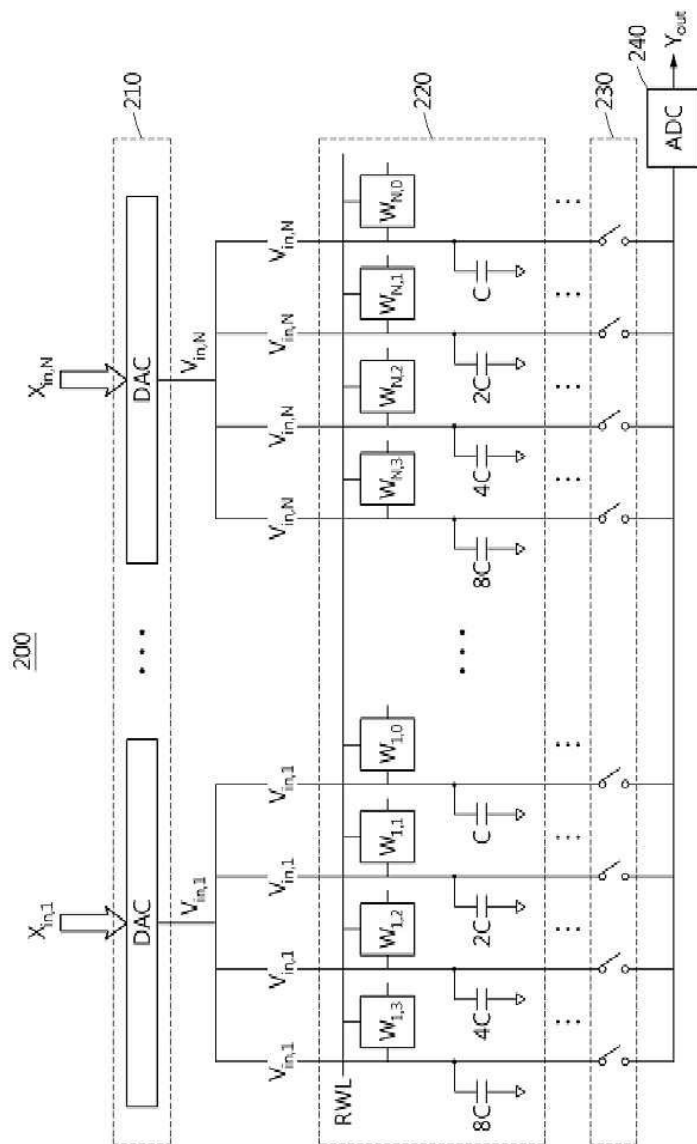 200
X_in,1
X_in,N
210
DAC
...
DAC
V_in,1
V_in,N
V_in,1 V_in,1 V_in,1 V_in,1
V_in,N V_in,N V_in,N V_in,N
220
RWL
W_1,3 W_1,2 W_1,1 W_1,0
W_N,3 W_N,2 W_N,1 W_N,0
...
8C 4C 2C C
8C 4C 2C C
... ... ... ...
... ... ... ...
230
240
ADC
Y_out